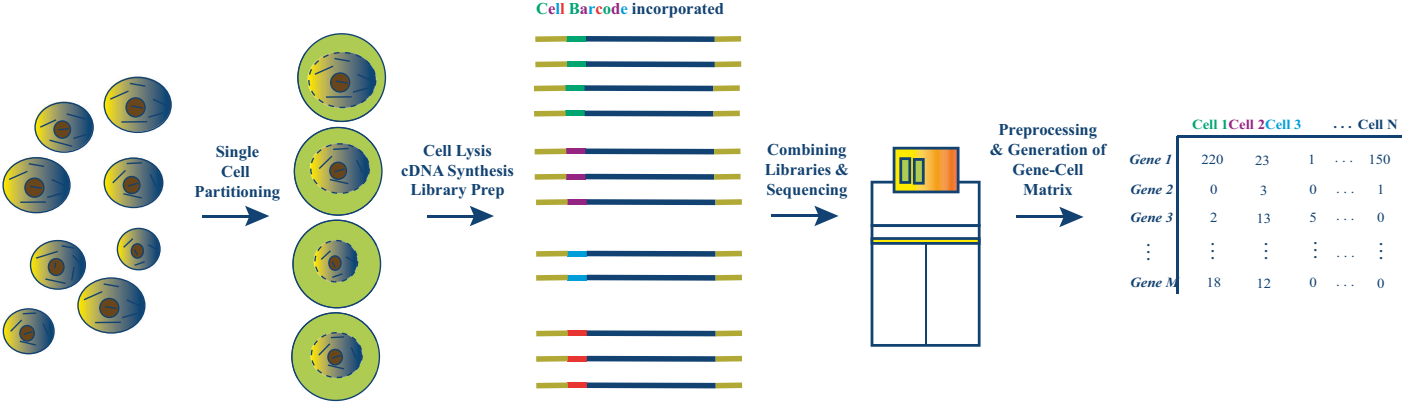 Cell Barcode incorporated
Single
Cell
Partitioning
Cell Lysis
cDNA Synthesis
Library Prep
Combining
Libraries &
Sequencing
Preprocessing
& Generation of
Gene-Cell
Matrix
Cell 1 Cell 2 Cell 3 ... Cell N
Gene 1 220 23 1 ... 150
Gene 2 0 3 0 ... 1
Gene 3 2 13 5 ... 0
⋮ ⋮ ⋮ ⋮ ... ⋮
Gene M 18 12 0 ... 0